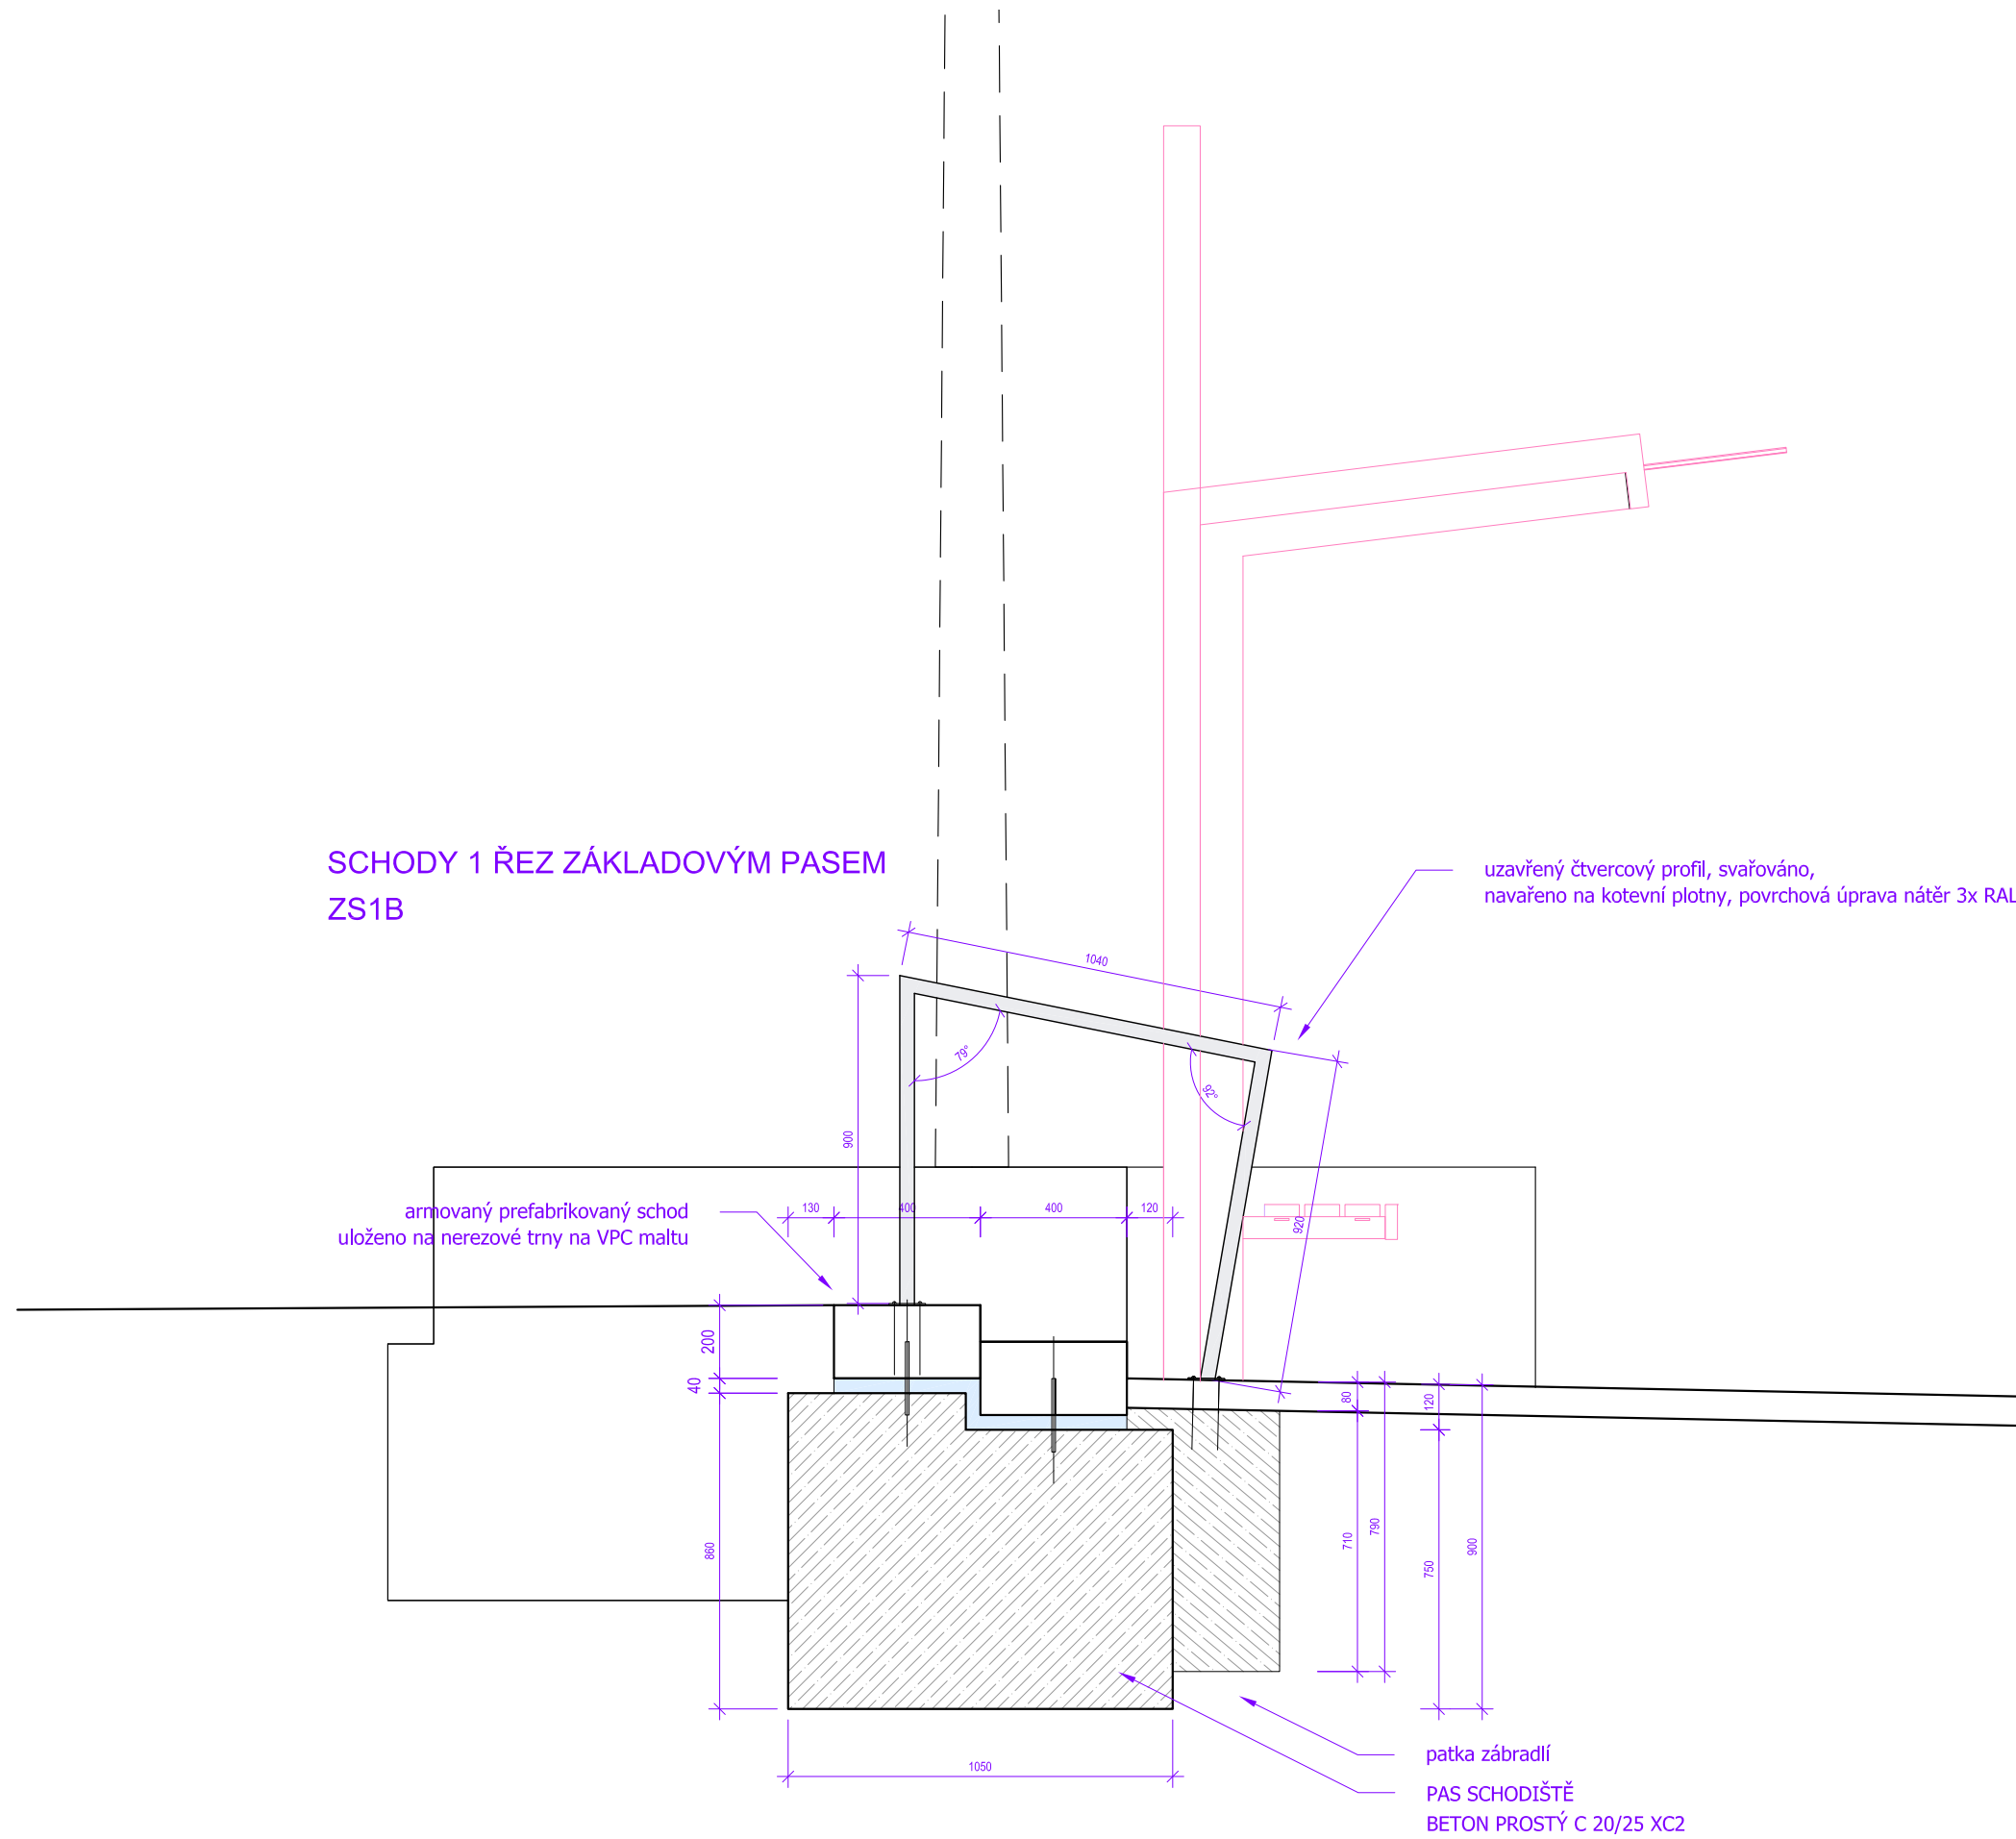 SCHODY 1 ŘEZ ZÁKLADOVÝM PASEM
ZS1B
uzavřený čtvercový profil, svařováno,
navařeno na kotevní plotny, povrchová úprava nátěr 3x RAL
1040
900
79°
92°
920
armovaný prefabrikovaný schod
uloženo na nerezové trny na VPC maltu
130
400
400
120
200
40
860
80
120
710
790
750
900
1050
patka zábradlí
PAS SCHODIŠTĚ
BETON PROSTÝ C 20/25 XC2